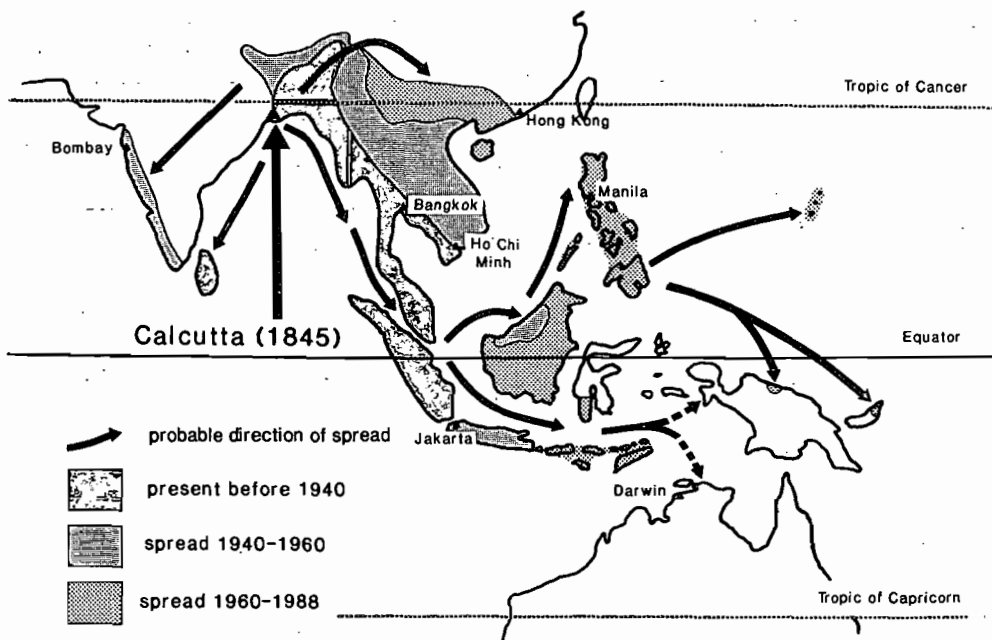 Tropic of Cancer
Hong Kong
Bombay
Manila
Bangkok
Ho Chi
Minh
Calcutta (1845)
Equator
probable direction of spread
Jakarta
present before 1940
Darwin
spread 1940-1960
spread 1960-1988
Tropic of Capricorn